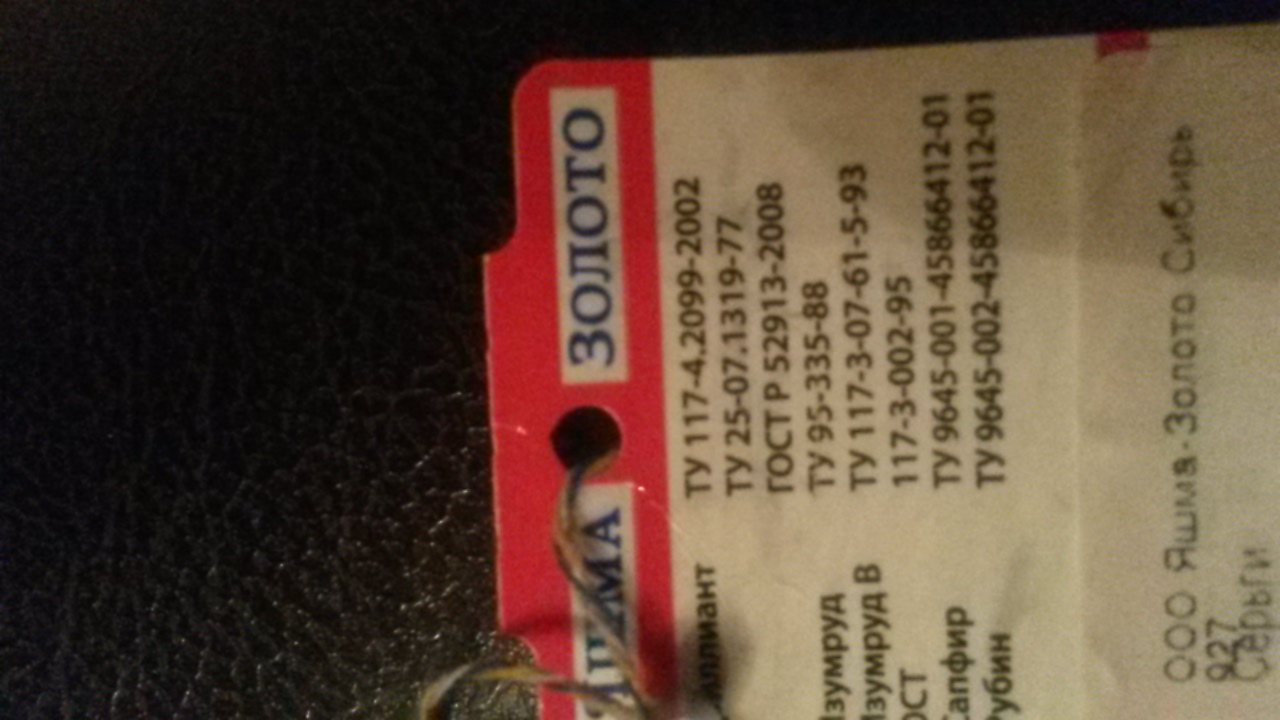 ЯШМА ЗОЛОТО
ТУ 117-4.2099-2002
ТУ 25-07.1319-77
ГОСТ Р 52913-2008
Изумруд ТУ 95-335-88
Изумруд В ТУ 117-3-07-61-5-93
117-3-002-95
Сапфир ТУ 9645-001-45866412-01
Рубин ТУ 9645-002-45866412-01
ООО Яшма-Золото Сибирь
927
Серьги